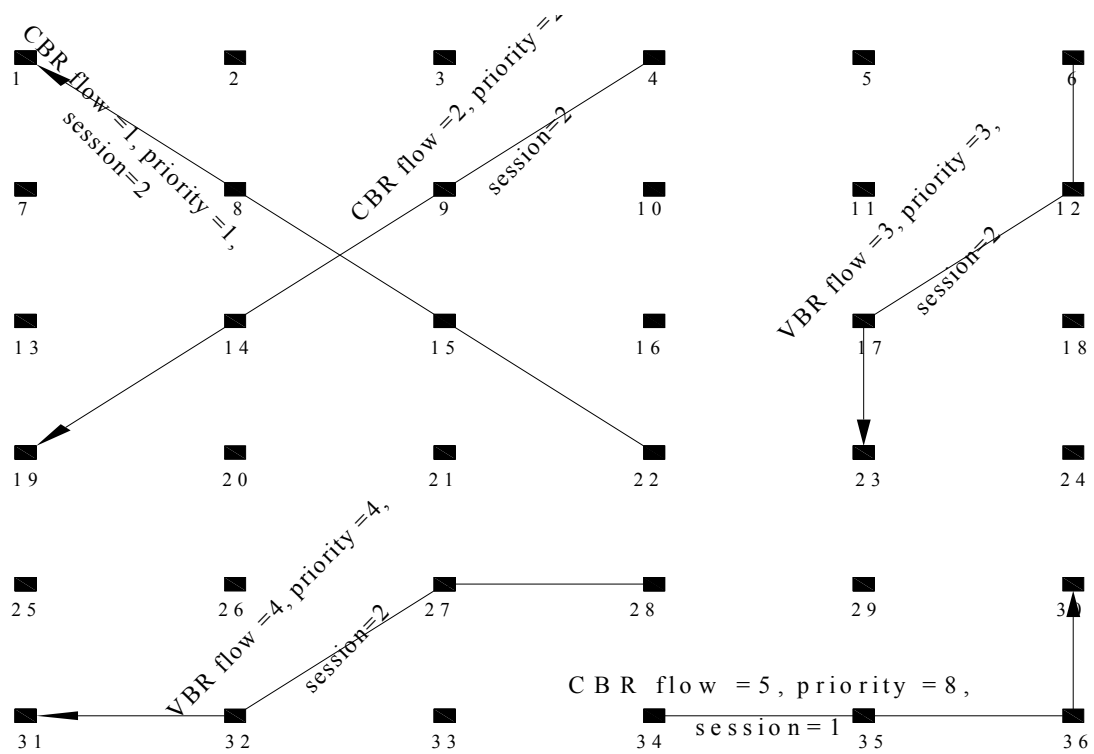 CBR flow =1, priority =1,
session=2
CBR flow =2, priority =2
session=2
1 2 3 4 5 6
7 8 9 10 11 12
VBR flow =3, priority =3,
session=2
13 14 15 16 17 18
19 20 21 22 23 24
VBR flow =4, priority =4,
session=2
25 26 27 28 29 30
CBR flow =5, priority =8,
session=1
31 32 33 34 35 36